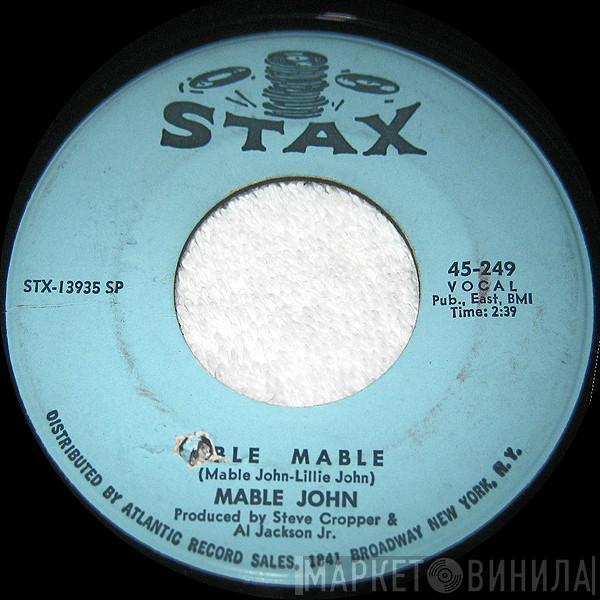 STAX
STX-13935 SP
45-249
VOCAL
Pub., East, BMI
Time: 2:39
BLE MABLE
(Mable John-Lillie John)
MABLE JOHN
Produced by Steve Cropper &
Al Jackson Jr.
DISTRIBUTED BY ATLANTIC RECORD SALES, 1841 BROADWAY NEW YORK, N.Y.
МАРКЕТ ВИНИЛА